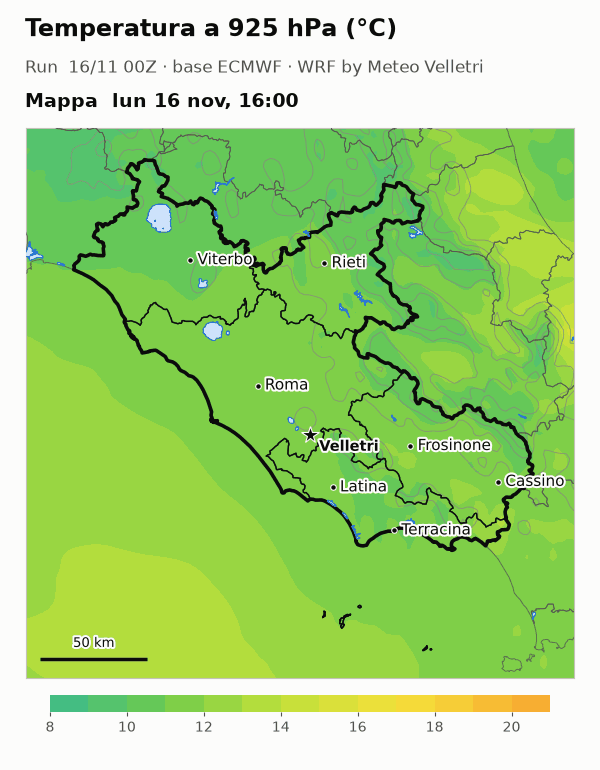 Temperatura a 925 hPa (°C)
Run  16/11 00Z · base ECMWF · WRF by Meteo Velletri
Mappa  lun 16 nov, 16:00
Viterbo
Rieti
Roma
Velletri
Frosinone
Cassino
Latina
Terracina
50 km
8 10 12 14 16 18 20